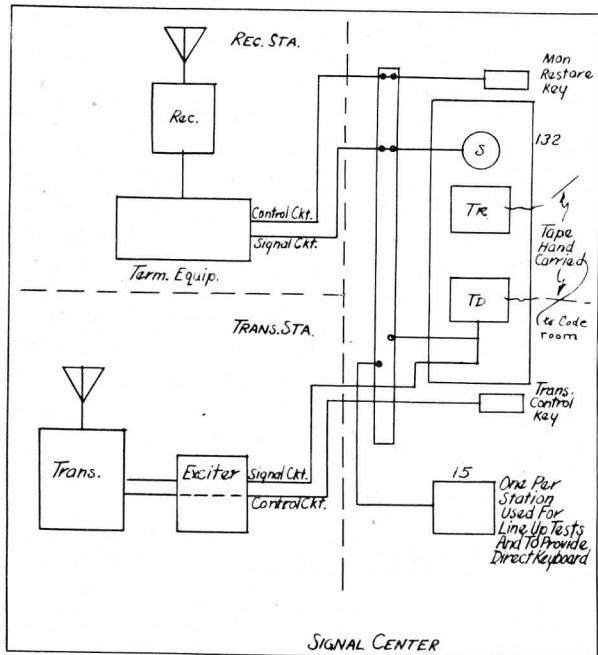 REC. STA.
Rec.
Term. Equip.
Control Ckt.
Signal Ckt.
Mon
Restore
Key
132
S
TR
Tape
Hand
Carried
TD
to Code
room
TRANS. STA.
Trans.
Control
Key
Trans.
Exciter
Signal Ckt.
Control Ckt.
15
One Per
Station
Used For
Line Up Tests
And To Provide
Direct Keyboard
SIGNAL CENTER